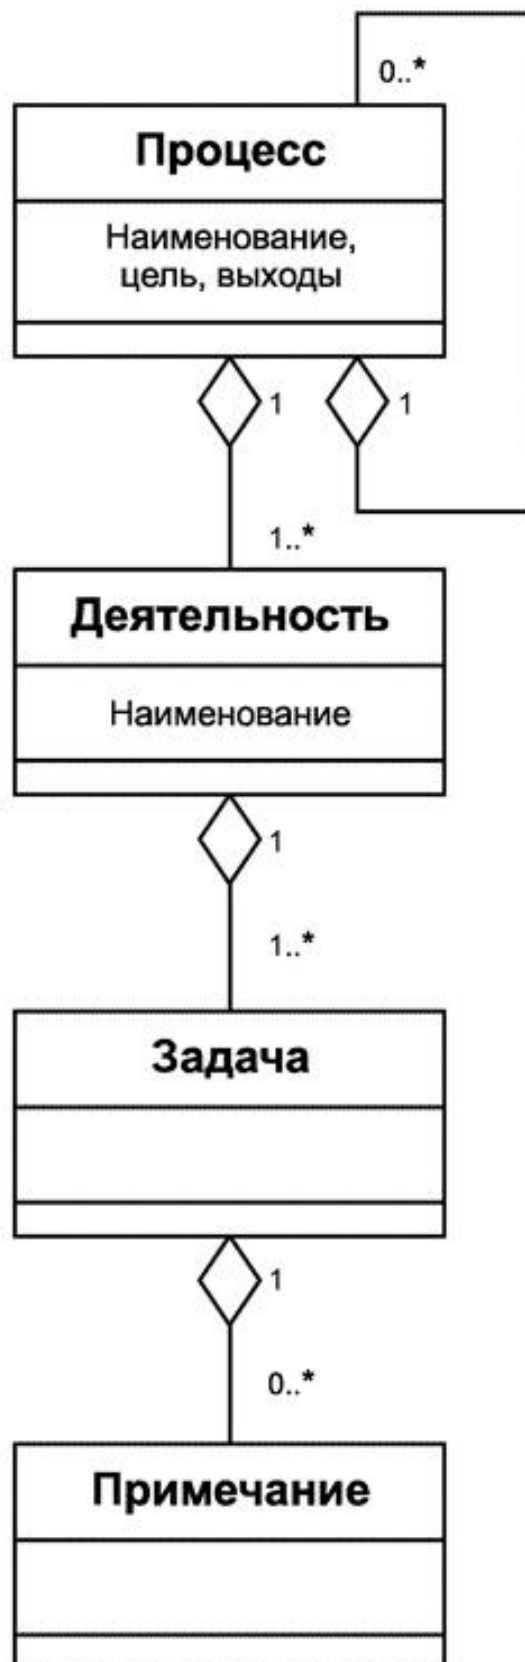 0..*
Процесс
Наименование,
цель, выходы
1
1
1..*
Деятельность
Наименование
1
1..*
Задача
1
0..*
Примечание